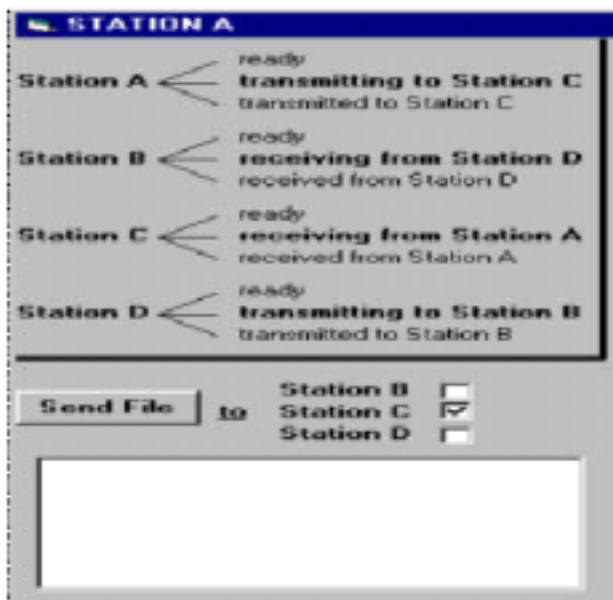 STATION A
ready
Station A transmitting to Station C
transmitted to Station C
ready
Station B receiving from Station D
received from Station D
ready
Station C receiving from Station A
received from Station A
ready
Station D transmitting to Station B
transmitted to Station B
Station B
Send File to Station C
Station D